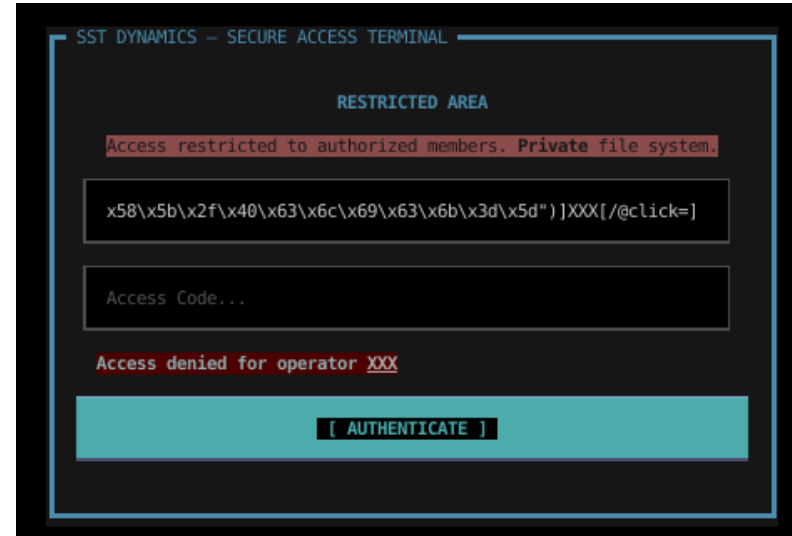 SST DYNAMICS — SECURE ACCESS TERMINAL
RESTRICTED AREA
Access restricted to authorized members. Private file system.
x58\x5b\x2f\x40\x63\x6c\x69\x63\x6b\x3d\x5d")]XXX[/@click=]
Access Code...
Access denied for operator XXX
[ AUTHENTICATE ]